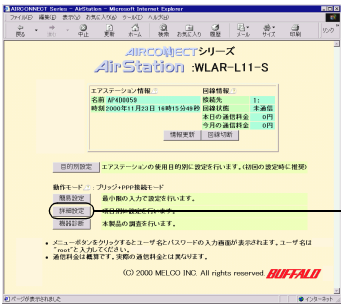 AIRCONNECT Series - AirStation - Microsoft Internet Explorer
ファイル(F) 編集(E) 表示(V) お気に入り(A) ツール(T) ヘルプ(H)
戻る 進む 中止 更新 ホーム 検索 お気に入り 履歴 メール サイズ 印刷 リンク
AIRCONNECTシリーズ
AirStation :WLAR-L11-S
エアステーション情報 回線情報
名前 AP4D0059 接続先 1:
時刻 2000年11月23日 16時15分49秒 回線状態 未通信
本日の通信料金 0円
今月の通信料金 0円
情報更新 回線切断
目的別設定 エアステーションの使用目的別に設定を行います。(初回の設定時に推奨)
動作モード : ブリッジ+PPP接続モード
簡易設定 最小限の入力で設定を行います。
詳細設定 項目別に設定を行います。
機器診断 本製品の調査を行います。
• メニューボタンをクリックするとユーザ名とパスワードの入力画面が表示されます。ユーザ名は
"root"と入力してください。
• 通信料金は概算です。実際の通信料金とは異なります。
(C) 2000 MELCO INC. All rights reserved. BUFFALO
ページが表示されました インターネット